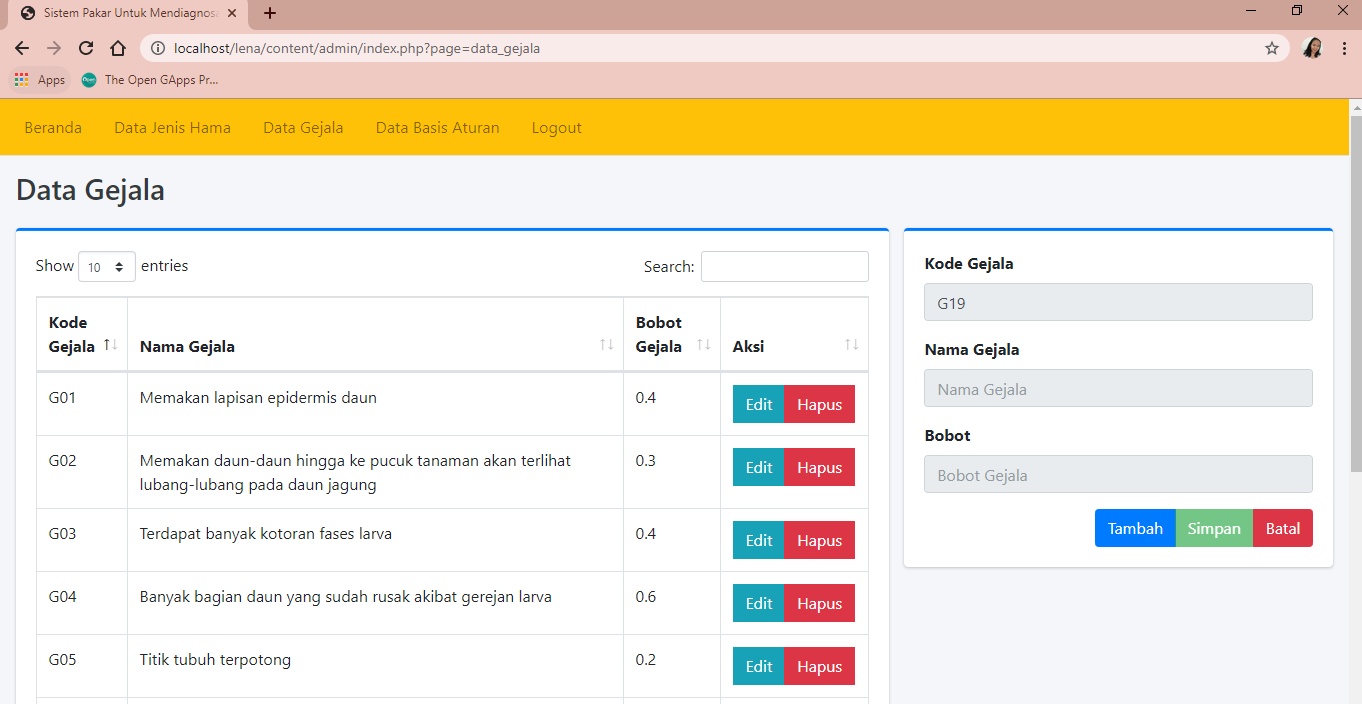 Sistem Pakar Untuk Mendiagnosa
localhost/lena/content/admin/index.php?page=data_gejala
Apps The Open GApps Pr...
Beranda Data Jenis Hama Data Gejala Data Basis Aturan Logout
Data Gejala
Show 10 entries Search:
Kode Gejala Nama Gejala Bobot Gejala Aksi
G01 Memakan lapisan epidermis daun 0.4 Edit Hapus
G02 Memakan daun-daun hingga ke pucuk tanaman akan terlihat 0.3 Edit Hapus
lubang-lubang pada daun jagung
G03 Terdapat banyak kotoran fases larva 0.4 Edit Hapus
G04 Banyak bagian daun yang sudah rusak akibat gerejan larva 0.6 Edit Hapus
G05 Titik tubuh terpotong 0.2 Edit Hapus
Kode Gejala
G19
Nama Gejala
Nama Gejala
Bobot
Bobot Gejala
Tambah Simpan Batal